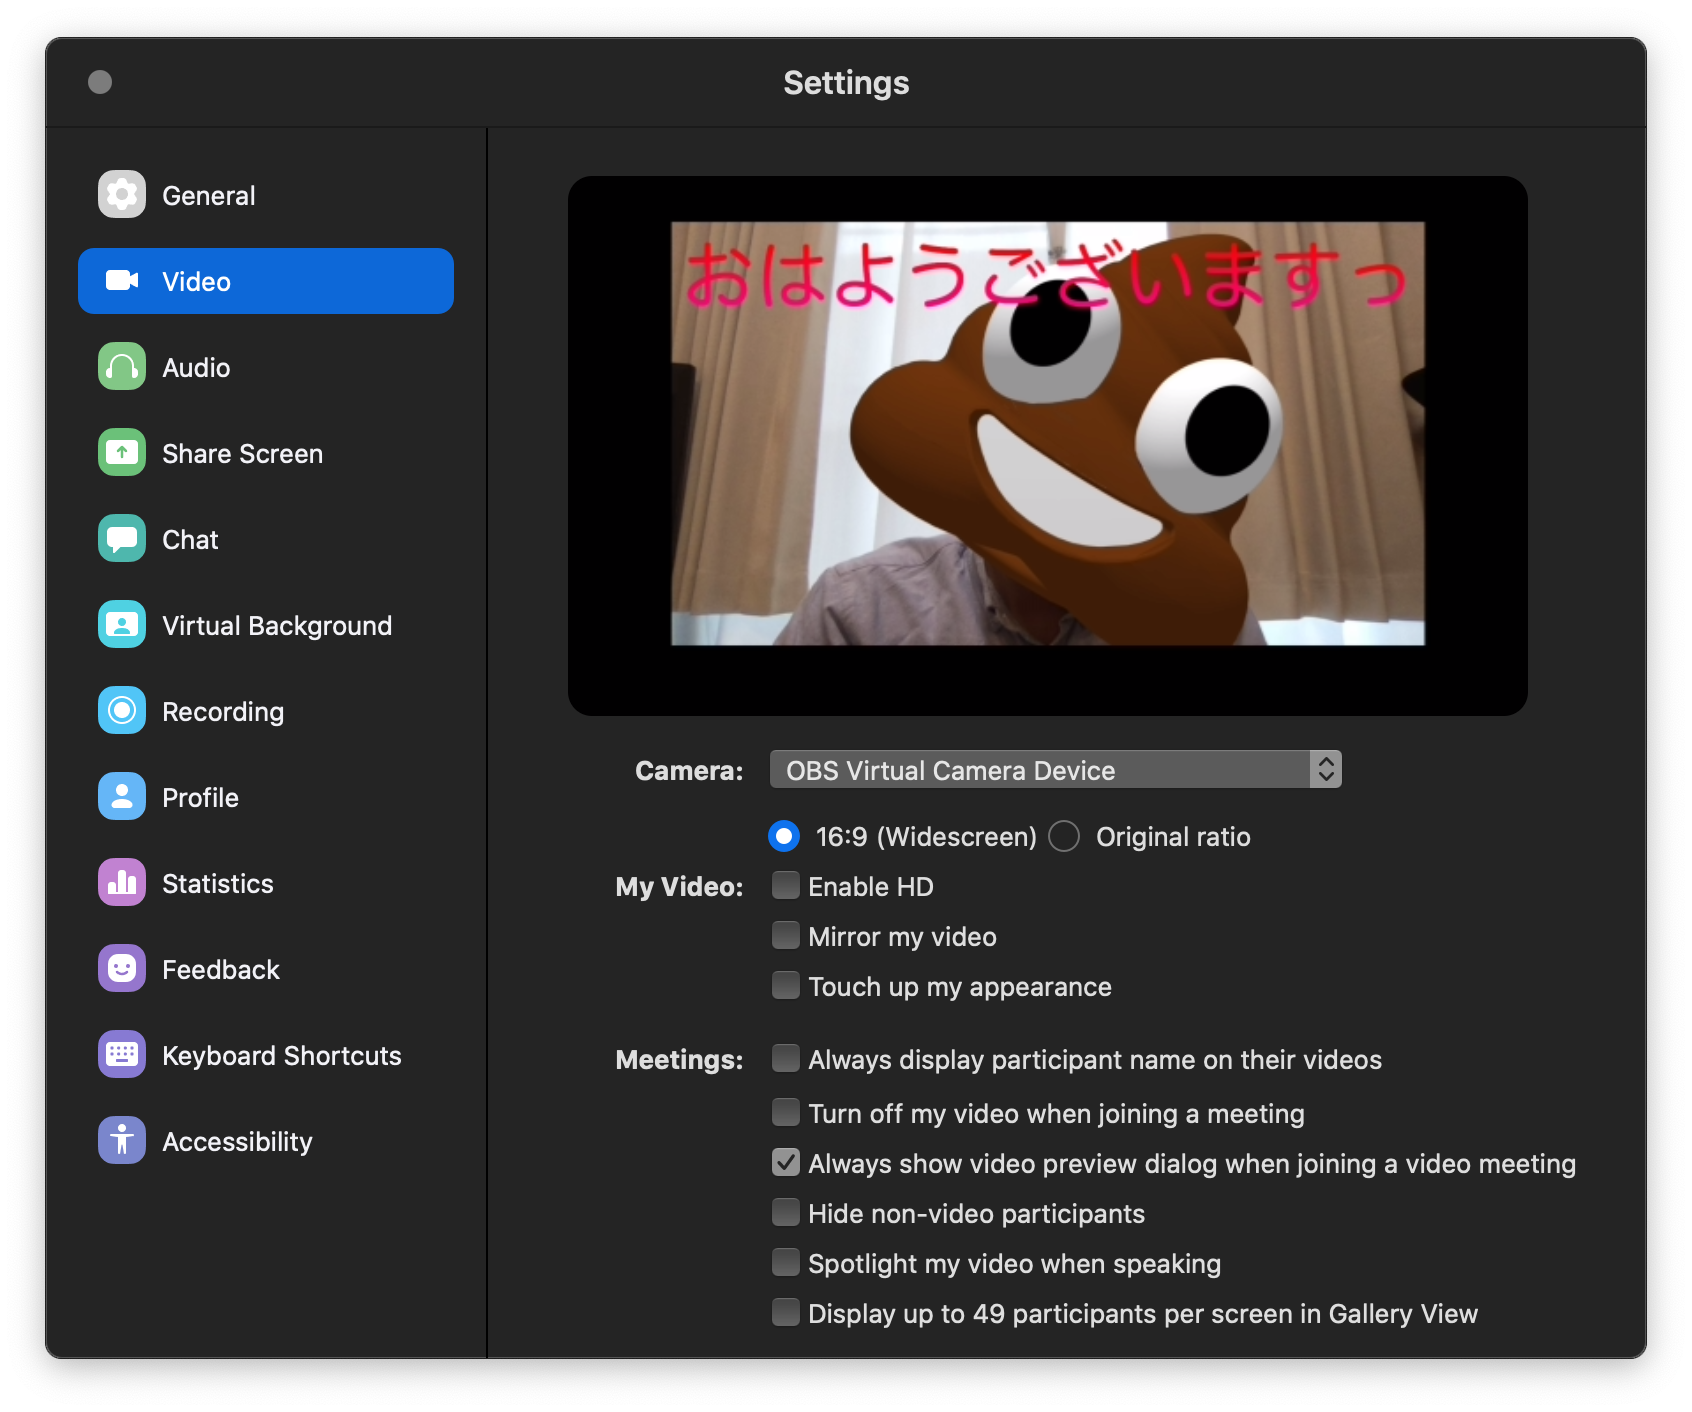 Settings
General
Video
Audio
Share Screen
Chat
Virtual Background
Recording
Profile
Statistics
Feedback
Keyboard Shortcuts
Accessibility
おはようございますっ
Camera: OBS Virtual Camera Device
16:9 (Widescreen) Original ratio
My Video: Enable HD
Mirror my video
Touch up my appearance
Meetings: Always display participant name on their videos
Turn off my video when joining a meeting
Always show video preview dialog when joining a video meeting
Hide non-video participants
Spotlight my video when speaking
Display up to 49 participants per screen in Gallery View